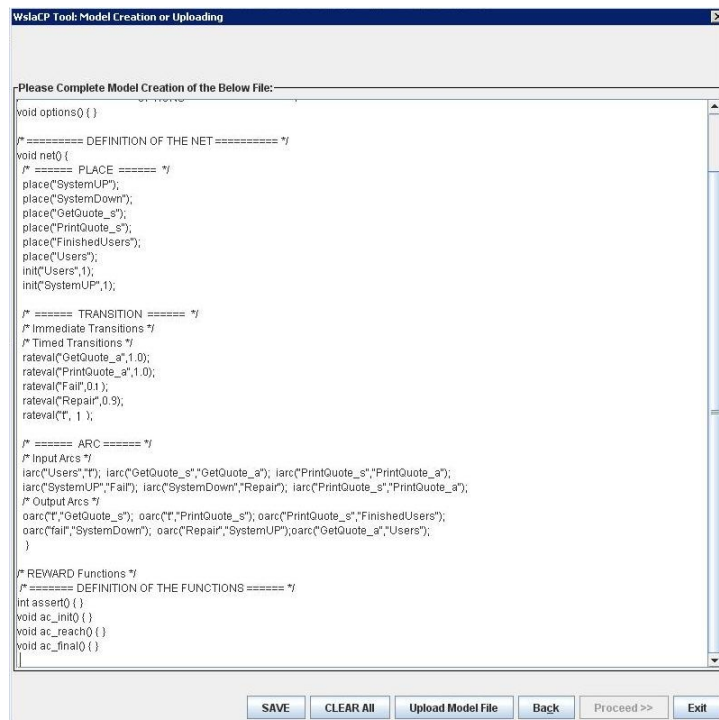 WslaCP Tool: Model Creation or Uploading
Please Complete Model Creation of the Below File:
void options() { }
/* ========= DEFINITION OF THE NET ========== */
void net() {
/* ====== PLACE ====== */
place("SystemUP");
place("SystemDown");
place("GetQuote_s");
place("PrintQuote_s");
place("FinishedUsers");
place("Users");
init("Users",1);
init("SystemUP",1);
/* ====== TRANSITION ====== */
/* Immediate Transitions */
/* Timed Transitions */
rateval("GetQuote_a",1.0);
rateval("PrintQuote_a",1.0);
rateval("Fail",0.1 );
rateval("Repair",0.9);
rateval("t", 1 );
/* ====== ARC ====== */
/* Input Arcs */
iarc("Users","t"); iarc("GetQuote_s","GetQuote_a"); iarc("PrintQuote_s","PrintQuote_a");
iarc("SystemUP","Fail"); iarc("SystemDown","Repair"); iarc("PrintQuote_s","PrintQuote_a");
/* Output Arcs */
oarc("t","GetQuote_s"); oarc("t","PrintQuote_s"); oarc("PrintQuote_s","FinishedUsers");
oarc("fail","SystemDown"); oarc("Repair","SystemUP");oarc("GetQuote_a","Users");
}
/* REWARD Functions */
/* ======= DEFINITION OF THE FUNCTIONS ====== */
int assert() { }
void ac_init() { }
void ac_reach() { }
void ac_final() { }
SAVE CLEAR All Upload Model File Back Proceed >> Exit